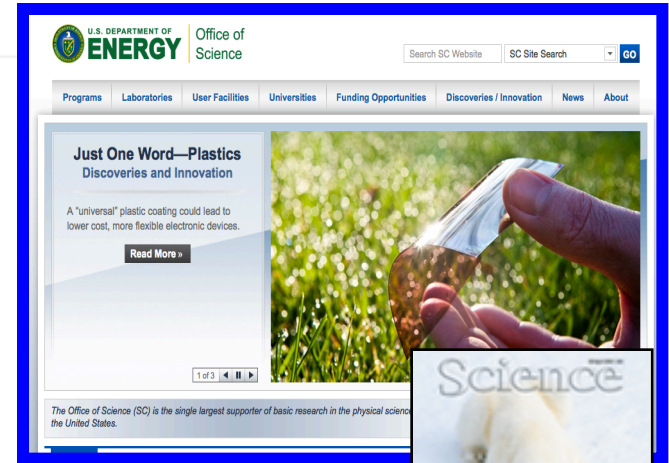 U.S. DEPARTMENT OF
ENERGY
Office of
Science
Search SC Website
SC Site Search
GO
Programs
Laboratories
User Facilities
Universities
Funding Opportunities
Discoveries / Innovation
News
About
Just One Word—Plastics
Discoveries and Innovation
A "universal" plastic coating could lead to
lower cost, more flexible electronic devices.
Read More »
1 of 3
The Office of Science (SC) is the single largest supporter of basic research in the physical science
the United States.
Science